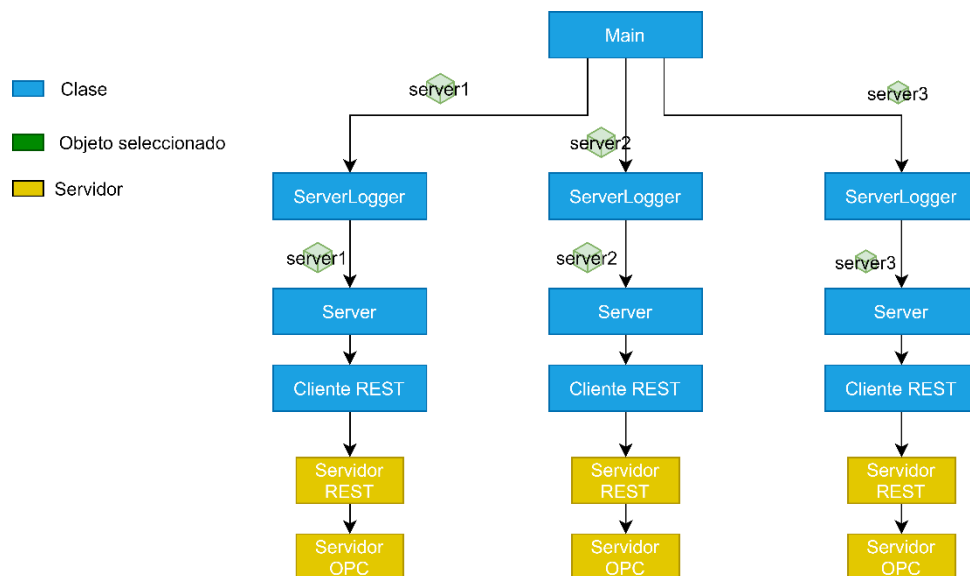 Main
Clase
Objeto seleccionado
Servidor
server1
server2
server3
ServerLogger
ServerLogger
ServerLogger
server1
server2
server3
Server
Server
Server
Cliente REST
Cliente REST
Cliente REST
Servidor
REST
Servidor
REST
Servidor
REST
Servidor
OPC
Servidor
OPC
Servidor
OPC